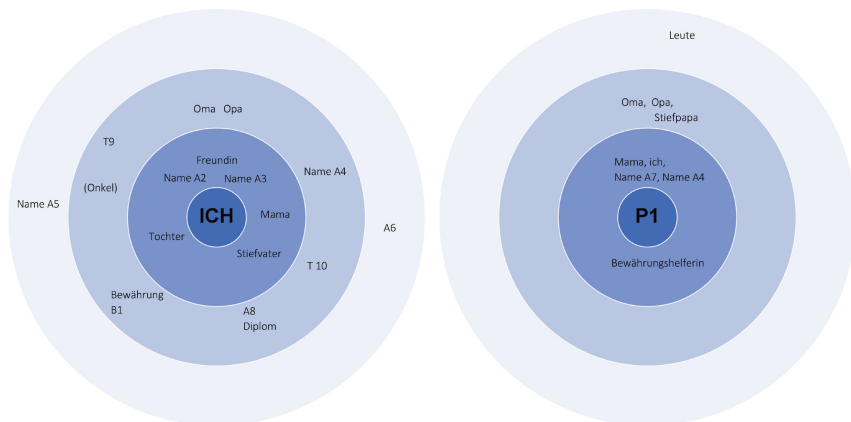 Oma Opa
T9
Freundin
Name A2 Name A3
Name A4
(Onkel)
Name A5
ICH
Mama
A6
Tochter
Stiefvater
T 10
Bewährung
B1
A8
Diplom
Leute
Oma, Opa,
Stiefpapa
Mama, ich,
Name A7, Name A4
P1
Bewährungshelferin